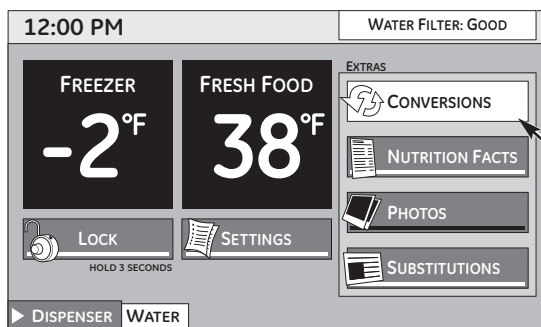 12:00 PM
WATER FILTER: GOOD
EXTRAS
FREEZER
-2°F
FRESH FOOD
38°F
CONVERSIONS
NUTRITION FACTS
PHOTOS
SUBSTITUTIONS
LOCK
HOLD 3 SECONDS
SETTINGS
DISPENSER
WATER